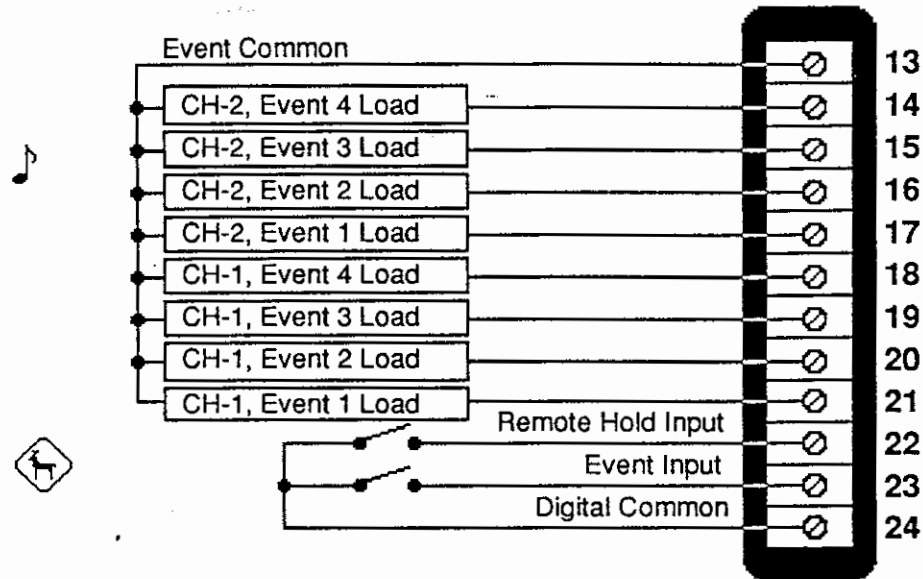 Event Common 13
CH-2, Event 4 Load 14
CH-2, Event 3 Load 15
CH-2, Event 2 Load 16
CH-2, Event 1 Load 17
CH-1, Event 4 Load 18
CH-1, Event 3 Load 19
CH-1, Event 2 Load 20
CH-1, Event 1 Load 21
Remote Hold Input 22
Event Input 23
Digital Common 24